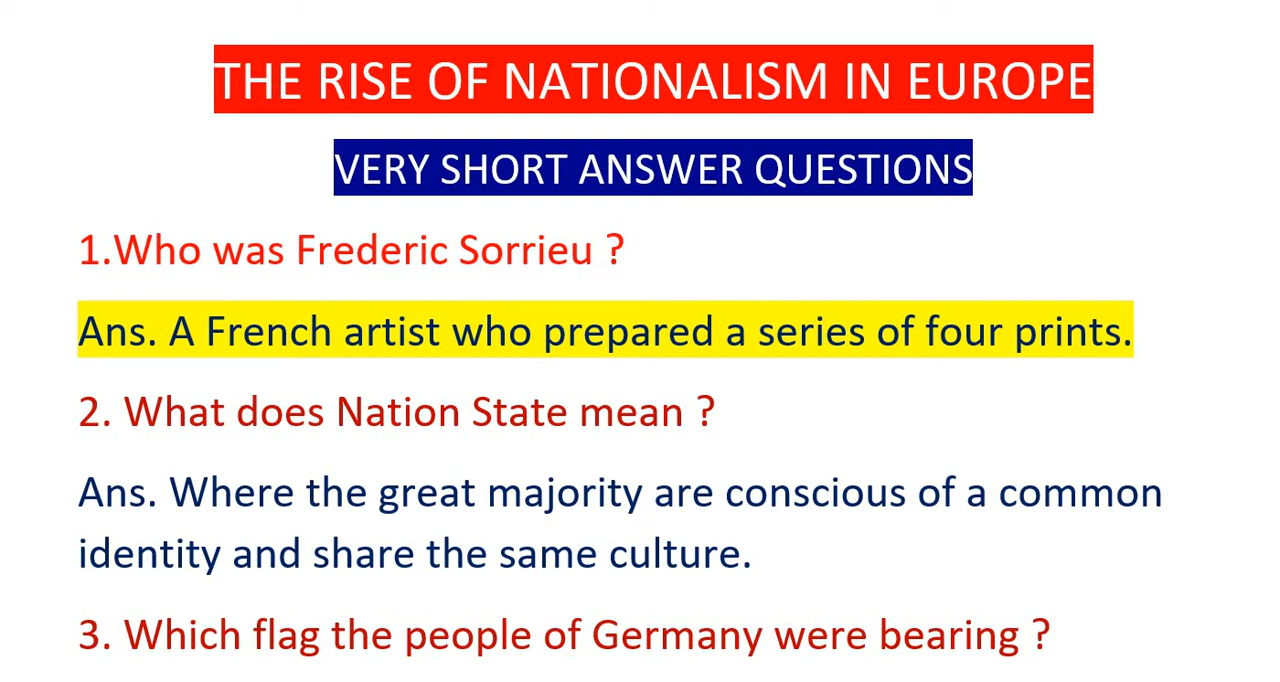 THE RISE OF NATIONALISM IN EUROPE
VERY SHORT ANSWER QUESTIONS
1.Who was Frederic Sorrieu ?
Ans. A French artist who prepared a series of four prints.
2. What does Nation State mean ?
Ans. Where the great majority are conscious of a common
identity and share the same culture.
3. Which flag the people of Germany were bearing ?